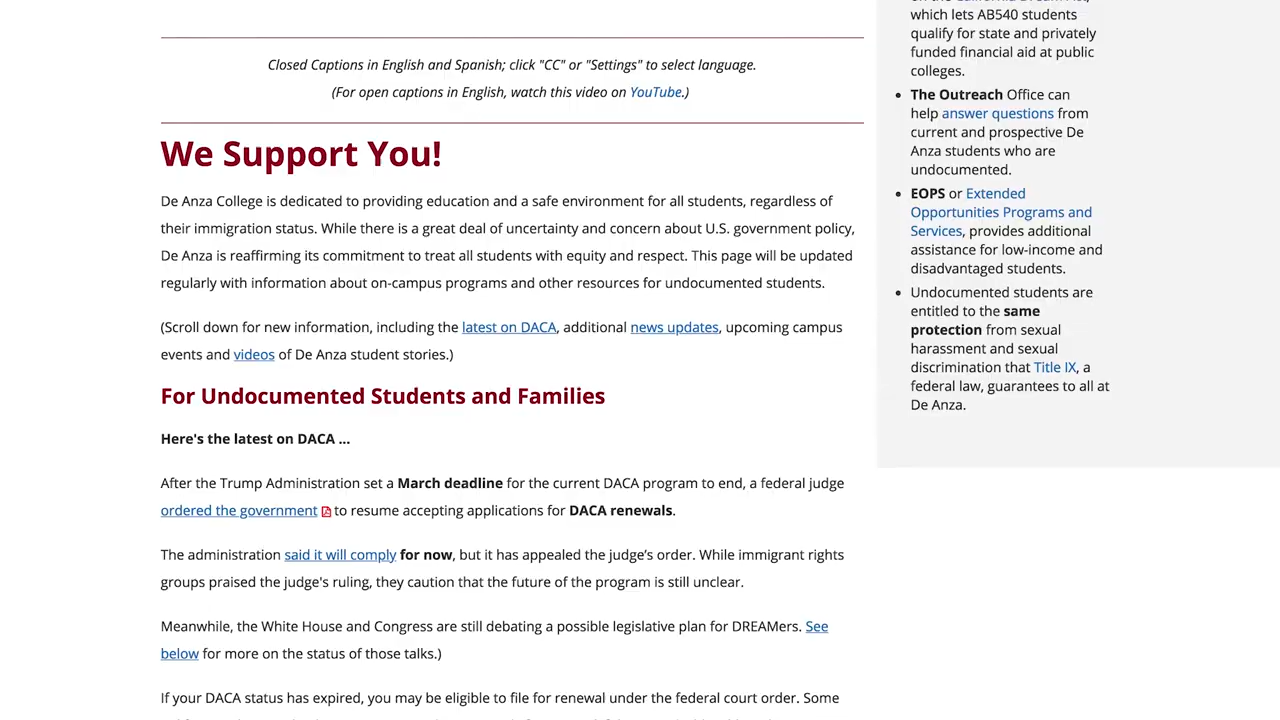 Closed Captions in English and Spanish; click "CC" or "Settings" to select language.
(For open captions in English, watch this video on YouTube.)
We Support You!
De Anza College is dedicated to providing education and a safe environment for all students, regardless of
their immigration status. While there is a great deal of uncertainty and concern about U.S. government policy,
De Anza is reaffirming its commitment to treat all students with equity and respect. This page will be updated
regularly with information about on-campus programs and other resources for undocumented students.
(Scroll down for new information, including the latest on DACA, additional news updates, upcoming campus
events and videos of De Anza student stories.)
For Undocumented Students and Families
Here's the latest on DACA ...
After the Trump Administration set a March deadline for the current DACA program to end, a federal judge
ordered the government to resume accepting applications for DACA renewals.
The administration said it will comply for now, but it has appealed the judge’s order. While immigrant rights
groups praised the judge's ruling, they caution that the future of the program is still unclear.
Meanwhile, the White House and Congress are still debating a possible legislative plan for DREAMers. See
below for more on the status of those talks.)
If your DACA status has expired, you may be eligible to file for renewal under the federal court order. Some
which lets AB540 students
qualify for state and privately
funded financial aid at public
colleges.
• The Outreach Office can
help answer questions from
current and prospective De
Anza students who are
undocumented.
• EOPS or Extended
Opportunities Programs and
Services, provides additional
assistance for low-income and
disadvantaged students.
• Undocumented students are
entitled to the same
protection from sexual
harassment and sexual
discrimination that Title IX, a
federal law, guarantees to all at
De Anza.